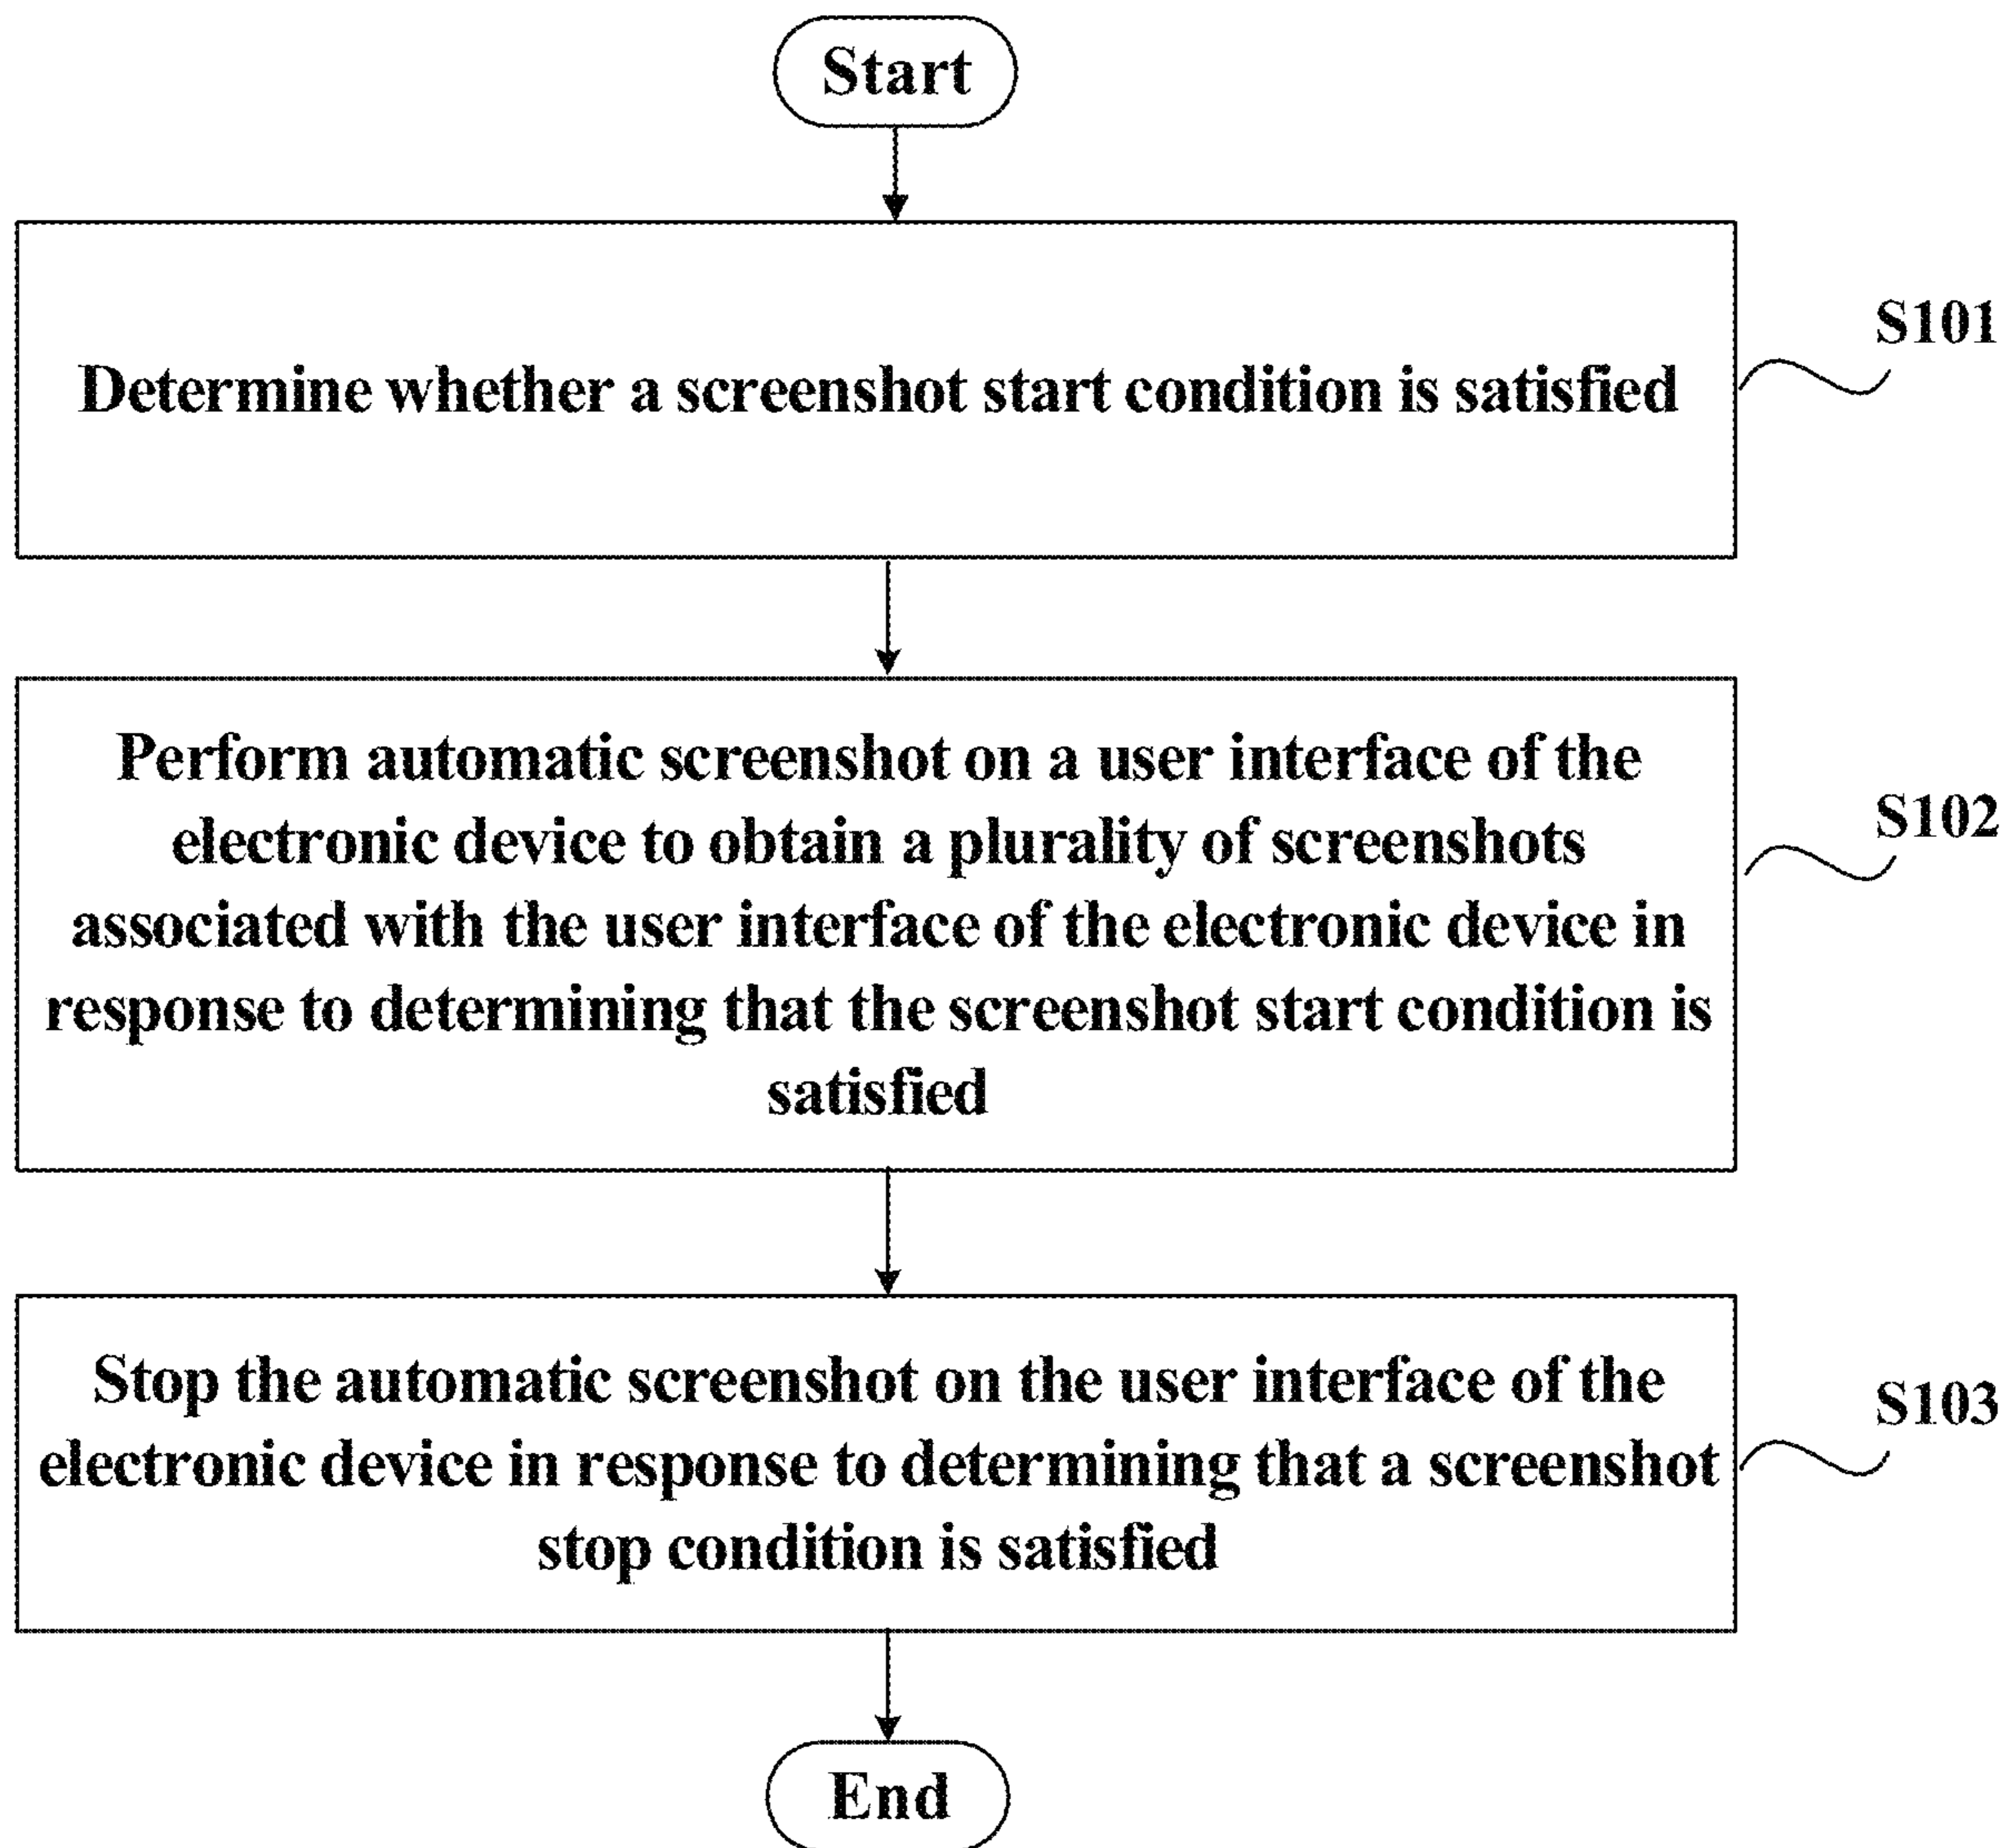 Start
Determine whether a screenshot start condition is satisfied
S101
Perform automatic screenshot on a user interface of the
electronic device to obtain a plurality of screenshots
associated with the user interface of the electronic device in
response to determining that the screenshot start condition is
satisfied
S102
Stop the automatic screenshot on the user interface of the
electronic device in response to determining that a screenshot
stop condition is satisfied
S103
End